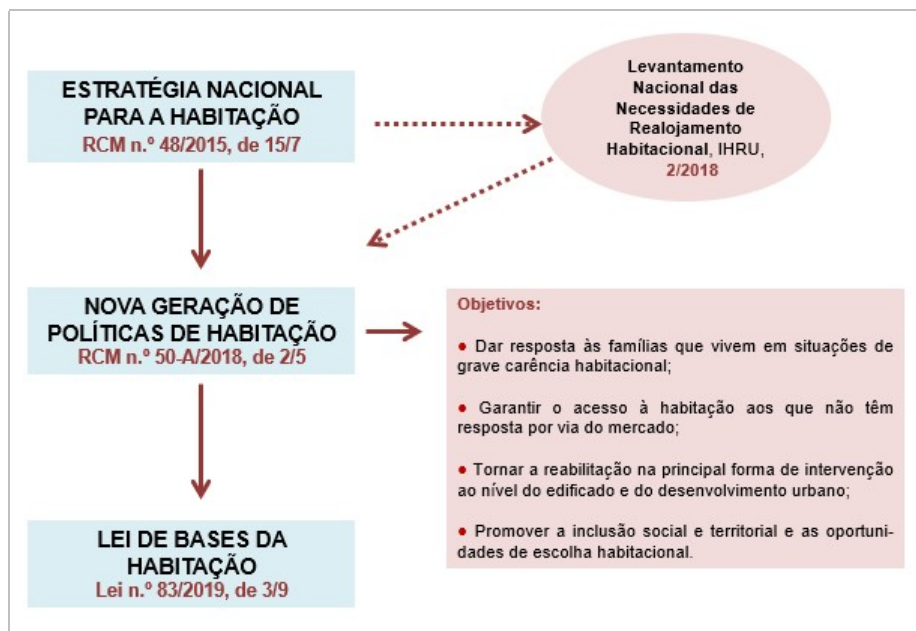 ESTRATÉGIA NACIONAL
PARA A HABITAÇÃO
RCM n.º 48/2015, de 15/7
Levantamento
Nacional das
Necessidades de
Realojamento
Habitacional, IHRU,
2/2018
NOVA GERAÇÃO DE
POLÍTICAS DE HABITAÇÃO
RCM n.º 50-A/2018, de 2/5
Objetivos:
● Dar resposta às famílias que vivem em situações de
grave carência habitacional;
● Garantir o acesso à habitação aos que não têm
resposta por via do mercado;
● Tornar a reabilitação na principal forma de intervenção
ao nível do edificado e do desenvolvimento urbano;
● Promover a inclusão social e territorial e as oportuni-
dades de escolha habitacional.
LEI DE BASES DA
HABITAÇÃO
Lei n.º 83/2019, de 3/9